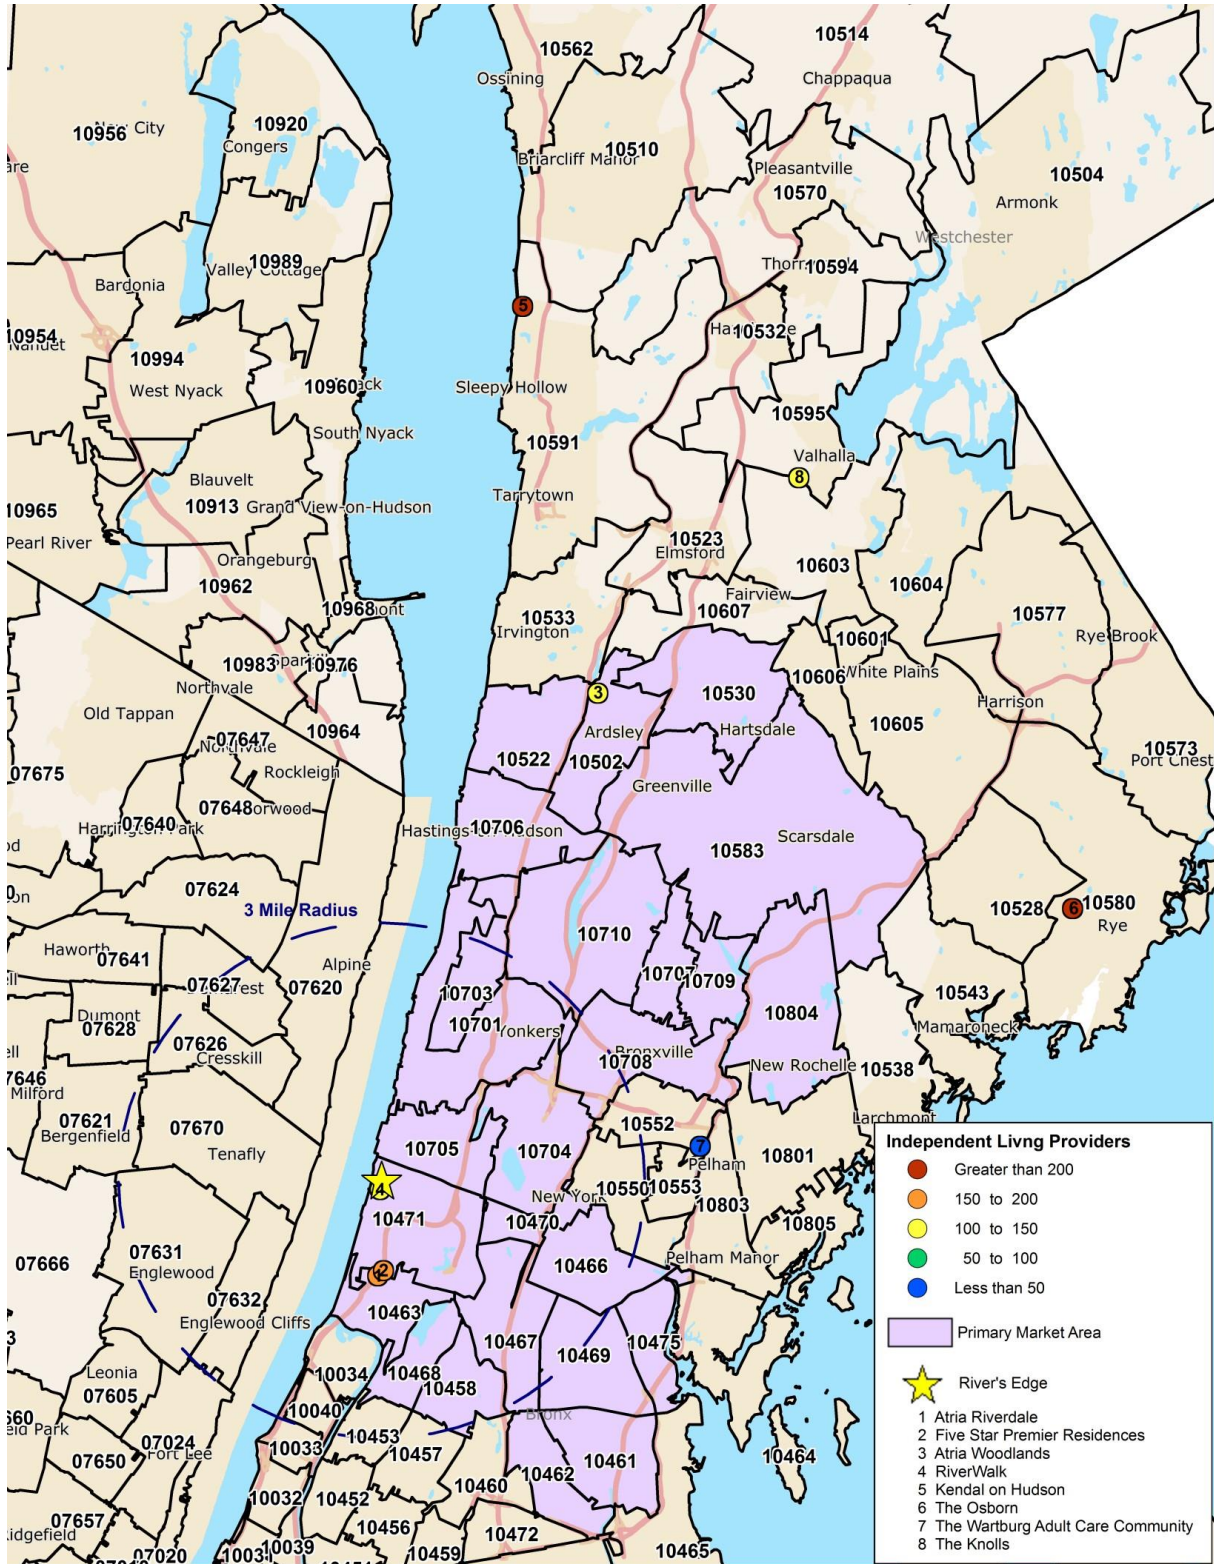 10562
10514
Ossining
Chappaqua
10956
New City
10920
Congers
Briarcliff Manor
10510
Pleasantville
10570
10504
Armonk
Westchester
Valley Cottage
10989
10594
Bardonia
5
10532
10954
Nanuet
10994
West Nyack
10960
Sleepy Hollow
10595
South Nyack
10591
Valhalla
8
Blauvelt
10913
Grand View-on-Hudson
Tarrytown
10965
Pearl River
10523
Elmsford
Orangeburg
10962
10603
10604
Fairview
10607
10968
10533
Irvington
10577
Rye Brook
10601
10983
10976
10606
White Plains
Northvale
3
10530
Harrison
Old Tappan
10964
Ardsley
Hartsdale
10605
07647
10522
10502
10573
Port Chest
07675
Rockleigh
Greenville
07648
Harrington Park
07640
Hastings-on-Hudson
10706
Scarsdale
10583
07624
3 Mile Radius
10528
6
10580
Rye
10710
Haworth
07641
Alpine
10707
10709
07627
07620
10703
10543
Dumont
07628
10701
Yonkers
10804
Mamaroneck
07626
Cresskill
Bronxville
10708
New Rochelle
10538
07646
Milford
07621
Bergenfield
07670
Tenafly
10552
Larchmont
10705
10704
7
Pelham
10801
4
New York
10550
10553
10803
10471
10470
10805
07631
Englewood
10466
Pelham Manor
07666
2
07632
Englewood Cliffs
10463
10467
10475
10469
Leonia
07605
10034
10468
10458
10040
Bronx
07024
Fort Lee
10033
10453
10457
07650
10462
10461
10464
10460
10032
10452
07657
10456
10472
10039
07020
10459
10465
Independent Livng Providers
Greater than 200
150 to 200
100 to 150
50 to 100
Less than 50
Primary Market Area
River's Edge
1 Atria Riverdale
2 Five Star Premier Residences
3 Atria Woodlands
4 RiverWalk
5 Kendal on Hudson
6 The Osborn
7 The Wartburg Adult Care Community
8 The Knolls